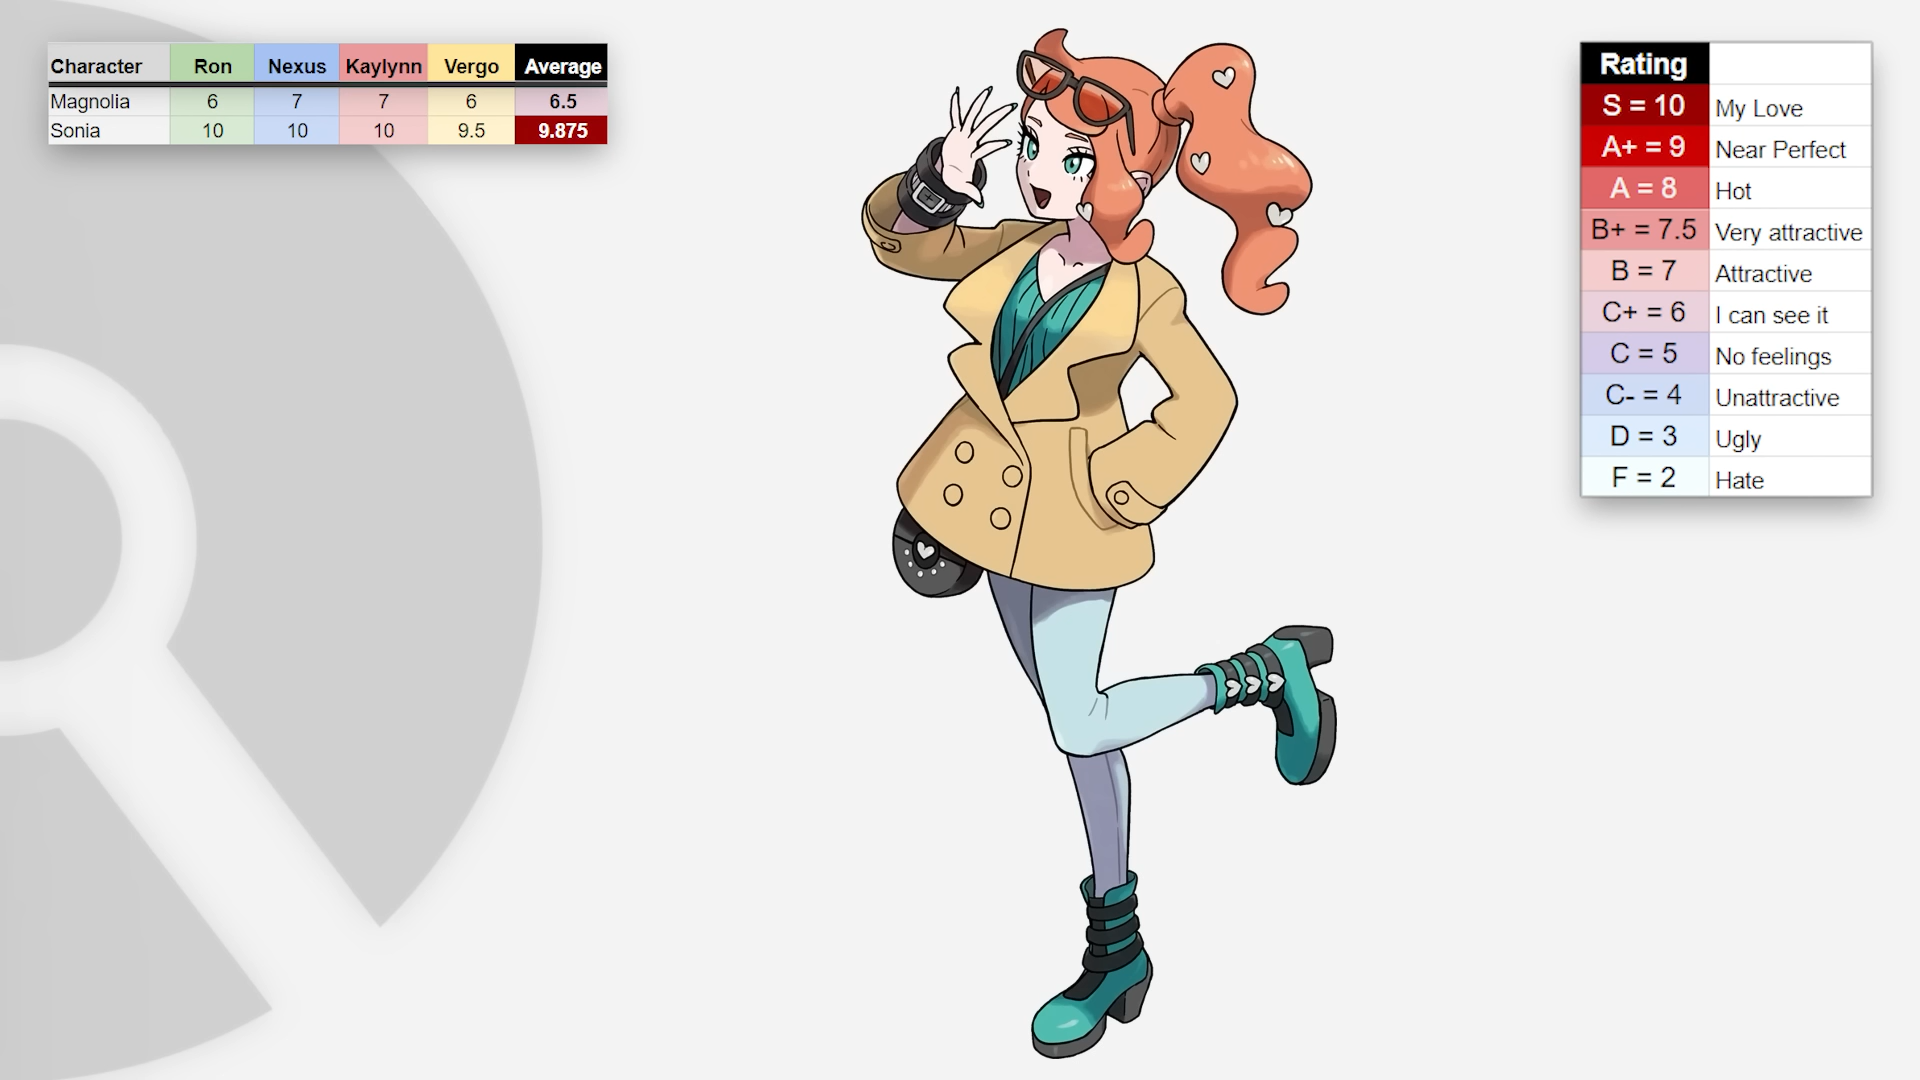 Character Ron Nexus Kaylynn Vergo Average
Magnolia 6 7 7 6 6.5
Sonia 10 10 10 9.5 9.875
Rating
S = 10 My Love
A+ = 9 Near Perfect
A = 8 Hot
B+ = 7.5 Very attractive
B = 7 Attractive
C+ = 6 I can see it
C = 5 No feelings
C- = 4 Unattractive
D = 3 Ugly
F = 2 Hate